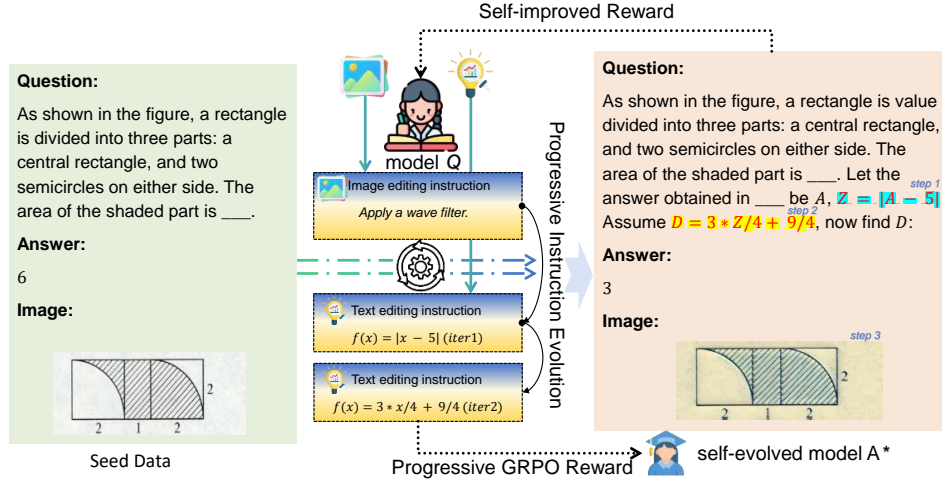 Self-improved Reward
Question:
As shown in the figure, a rectangle
is divided into three parts: a
central rectangle, and two
semicircles on either side. The
area of the shaded part is ___.
Answer:
6
Image:
2
2
1
2
Seed Data
model Q
Image editing instruction
Apply a wave filter.
Text editing instruction
f(x) = |x − 5| (iter1)
Text editing instruction
f(x) = 3 * x/4 + 9/4 (iter2)
Progressive Instruction Evolution
Progressive GRPO Reward
Question:
As shown in the figure, a rectangle is value
divided into three parts: a central rectangle,
and two semicircles on either side. The
area of the shaded part is ___. Let the
step 1
answer obtained in ___ be A, Z = |A − 5|
step 2
Assume D = 3 * Z/4 + 9/4, now find D:
Answer:
3
Image:
step 3
2
2
1
2
self-evolved model A*